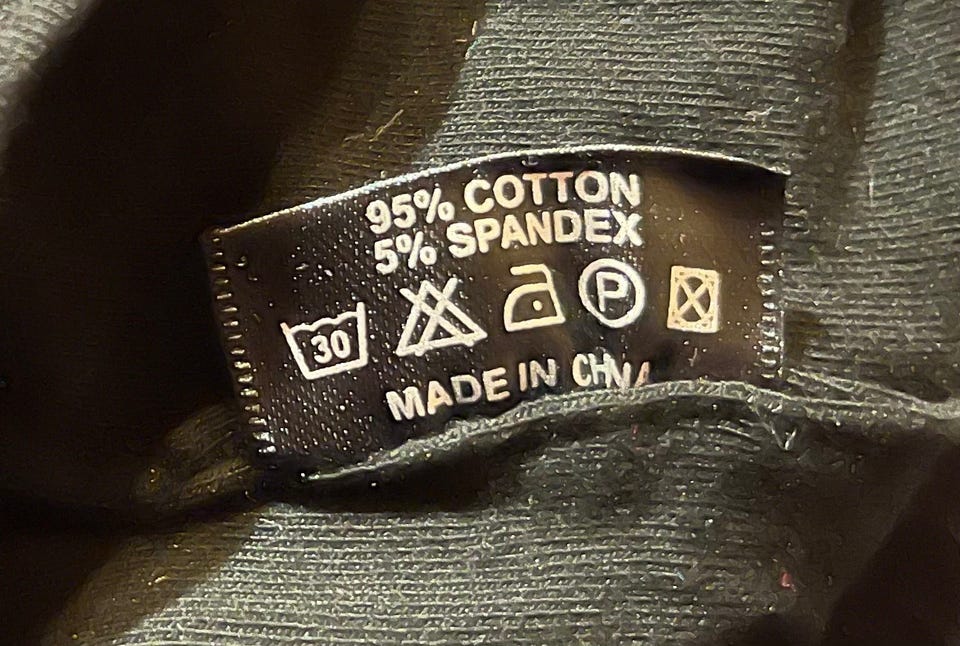 95% COTTON
5% SPANDEX
30 P
MADE IN CHINA